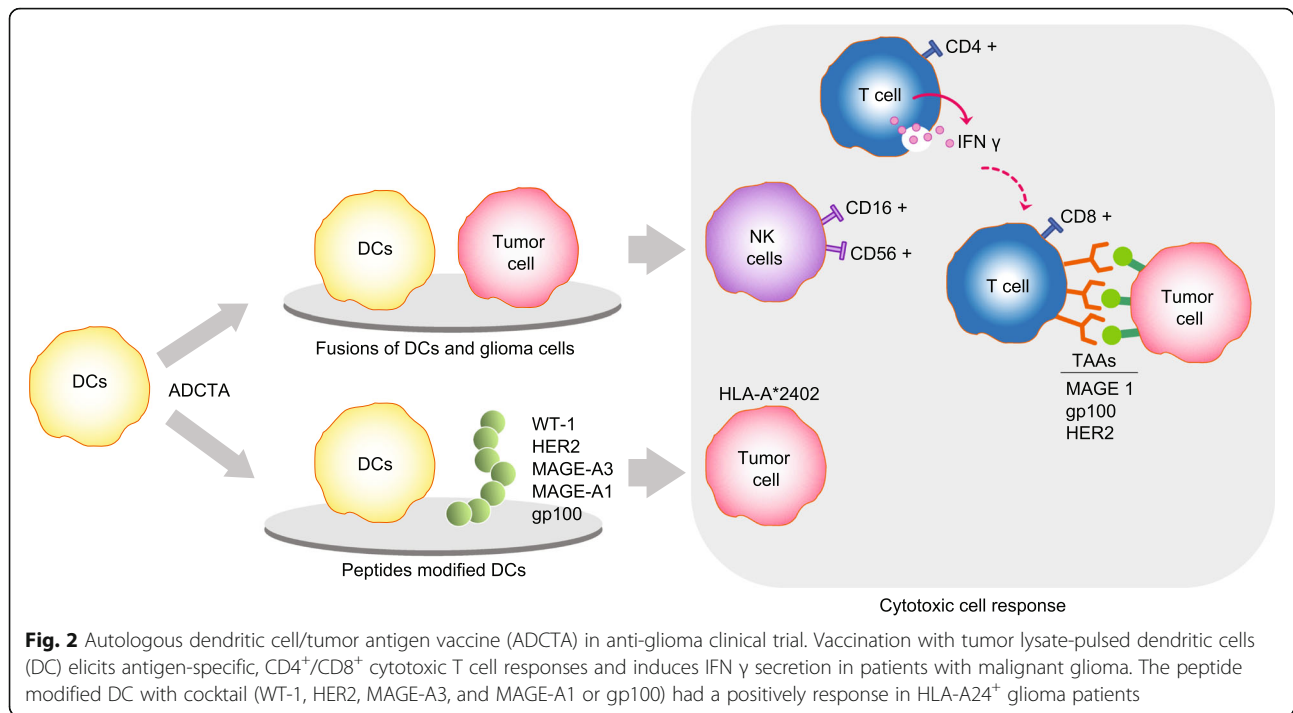 DCs
ADCTA
DCs
Tumor
cell
Fusions of DCs and glioma cells
DCs
WT-1
HER2
MAGE-A3
MAGE-A1
gp100
Peptides modified DCs
T cell
CD4 +
IFN γ
NK
cells
CD16 +
CD56 +
T cell
CD8 +
Tumor
cell
TAAs
MAGE 1
gp100
HER2
HLA-A*2402
Tumor
cell
Cytotoxic cell response
Fig. 2 Autologous dendritic cell/tumor antigen vaccine (ADCTA) in anti-glioma clinical trial. Vaccination with tumor lysate-pulsed dendritic cells
(DC) elicits antigen-specific, CD4⁺/CD8⁺ cytotoxic T cell responses and induces IFN γ secretion in patients with malignant glioma. The peptide
modified DC with cocktail (WT-1, HER2, MAGE-A3, and MAGE-A1 or gp100) had a positively response in HLA-A24⁺ glioma patients